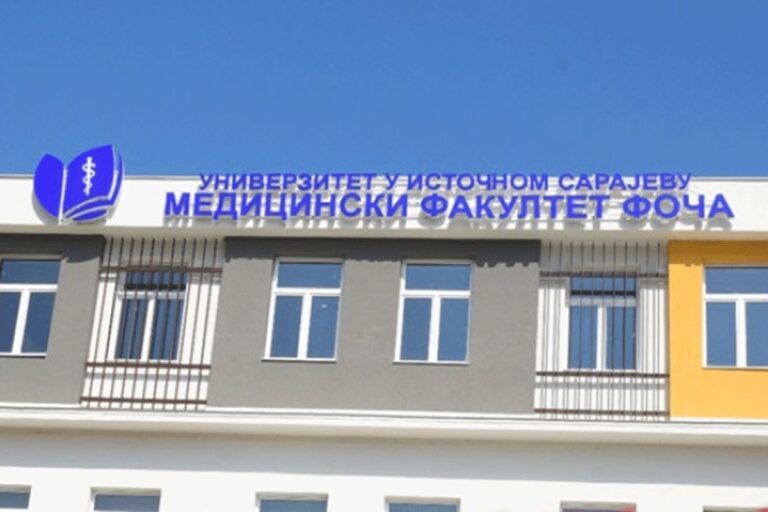 УНИВЕРЗИТЕТ У ИСТОЧНОМ САРАЈЕВУ
МЕДИЦИНСКИ ФАКУЛТЕТ ФОЧА